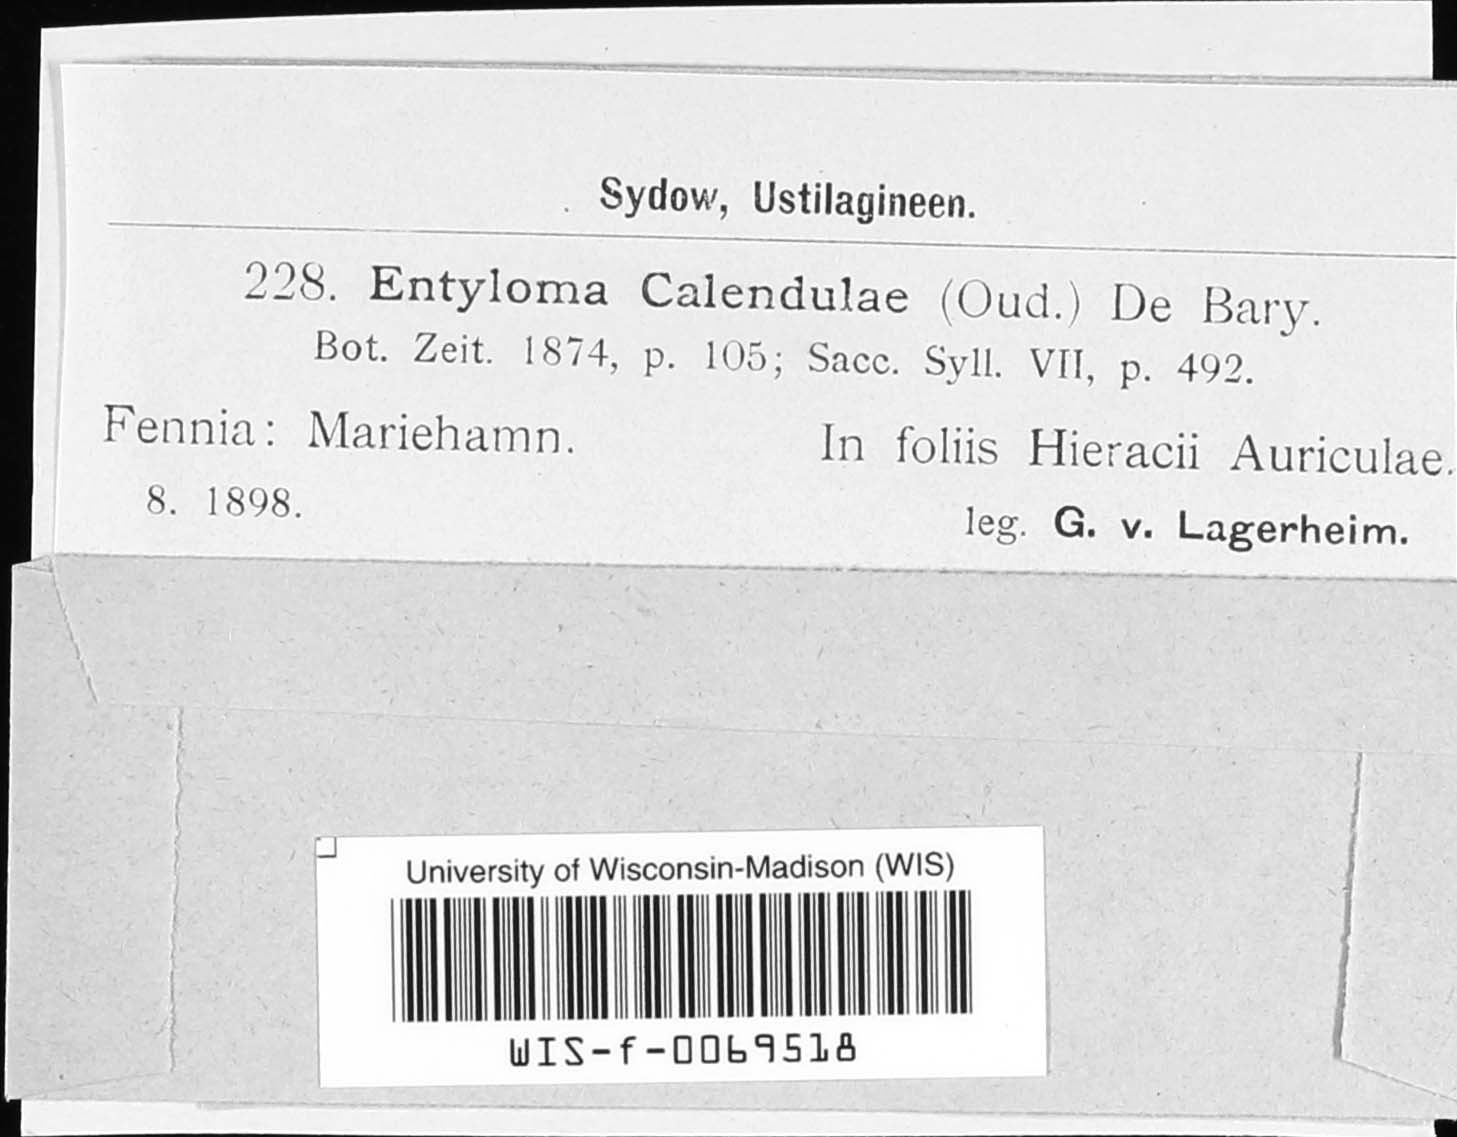 Sydow, Ustilagineen.
228. Entyloma Calendulae (Oud.) De Bary.
Bot. Zeit. 1874, p. 105; Sacc. Syll. VII, p. 492.
Fennia: Mariehamn. In foliis Hieracii Auriculae.
8. 1898. leg. G. v. Lagerheim.
University of Wisconsin-Madison (WIS)
WIS-f-0069518